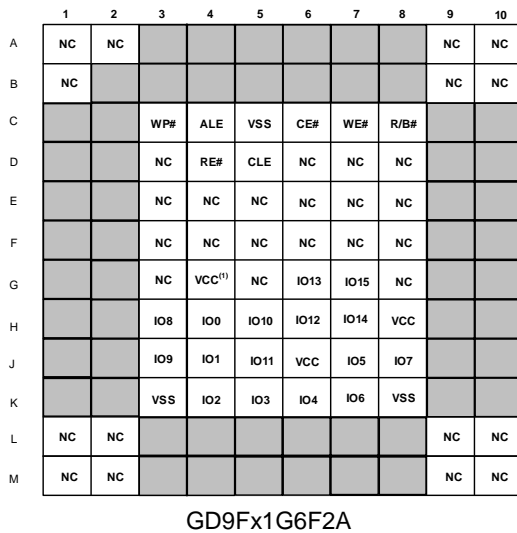 1 2 3 4 5 6 7 8 9 10
A NC NC NC NC
B NC NC NC
C WP# ALE VSS CE# WE# R/B#
D NC RE# CLE NC NC NC
E NC NC NC NC NC NC
F NC NC NC NC NC NC
G NC VCC(1) NC IO13 IO15 NC
H IO8 IO0 IO10 IO12 IO14 VCC
J IO9 IO1 IO11 VCC IO5 IO7
K VSS IO2 IO3 IO4 IO6 VSS
L NC NC NC NC
M NC NC NC NC
GD9Fx1G6F2A